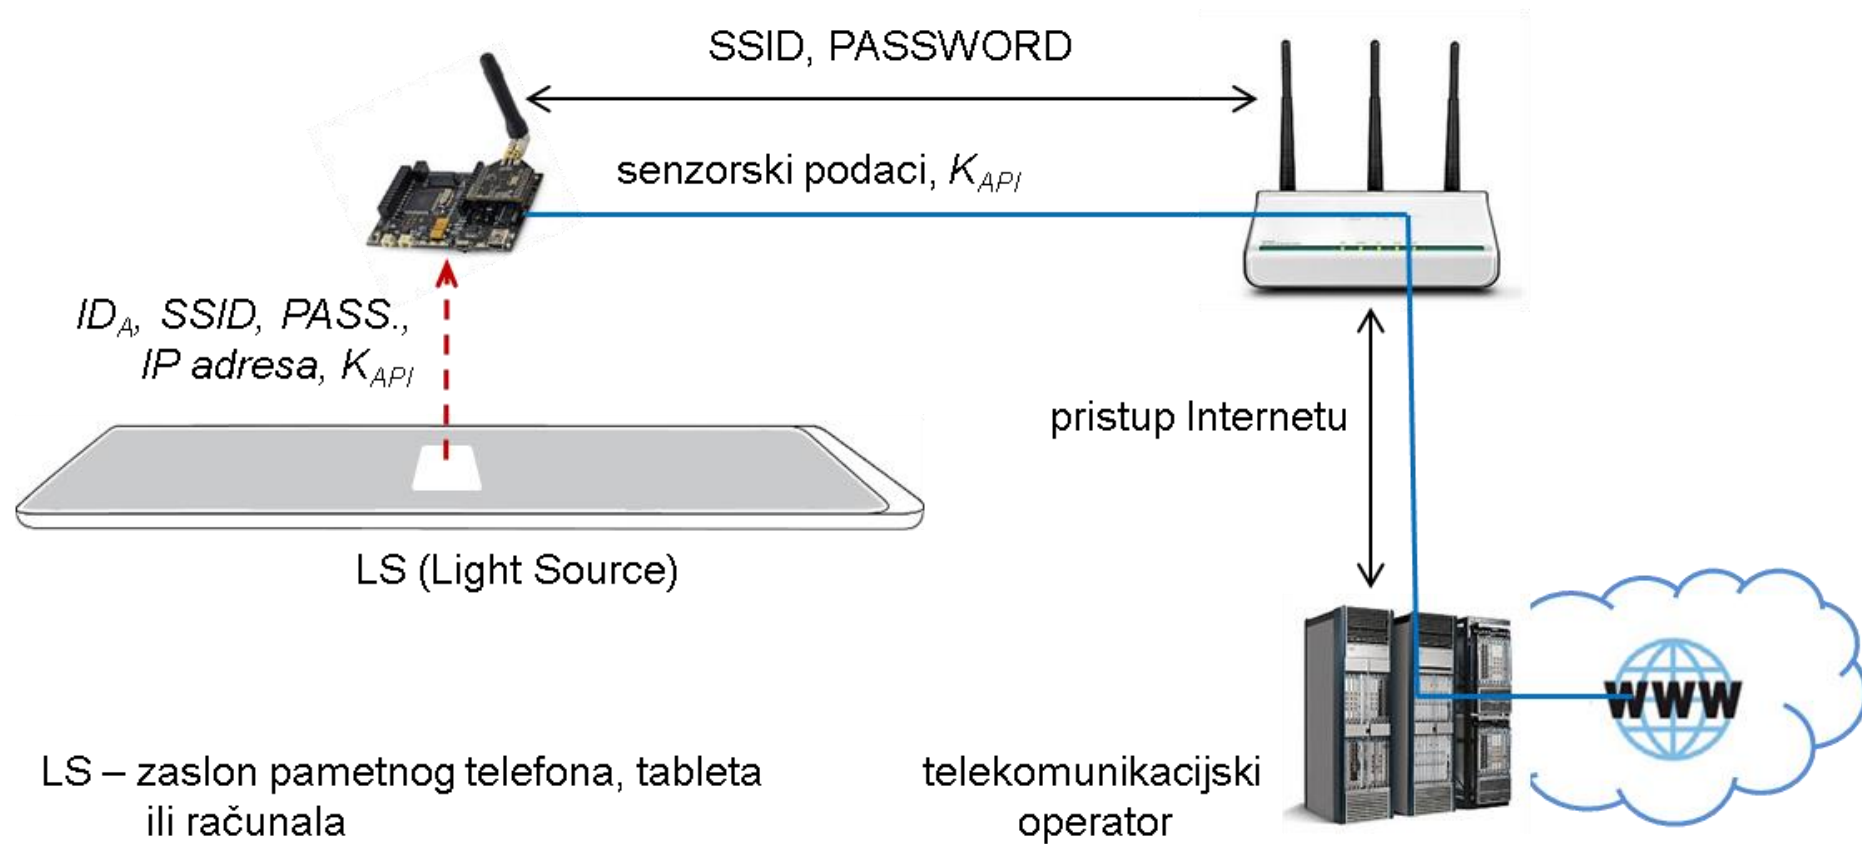 SSID, PASSWORD
senzorski podaci, K_API
ID_A, SSID, PASS.,
IP adresa, K_API
pristup Internetu
LS (Light Source)
WWW
LS – zaslon pametnog telefona, tableta
ili računala
telekomunikacijski
operator